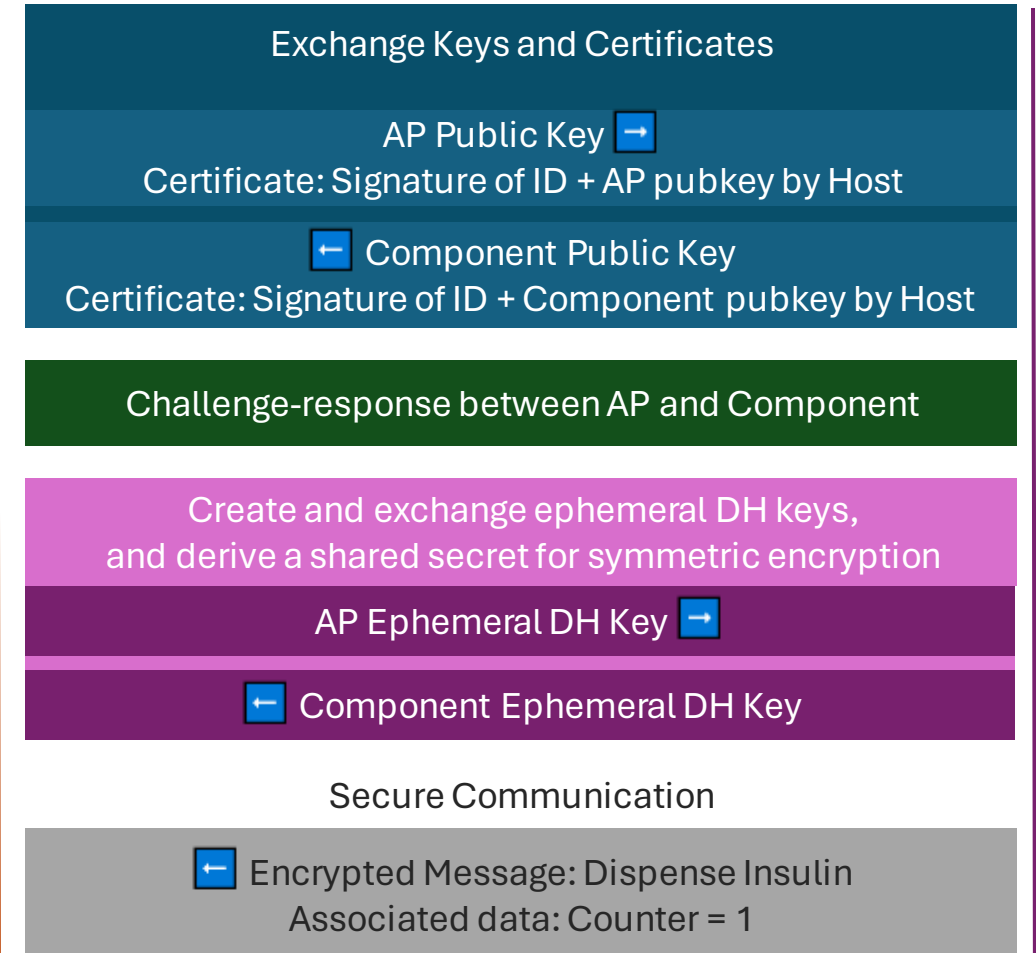 Exchange Keys and Certificates
AP Public Key ➡
Certificate: Signature of ID + AP pubkey by Host
⬅ Component Public Key
Certificate: Signature of ID + Component pubkey by Host
Challenge-response between AP and Component
Create and exchange ephemeral DH keys,
and derive a shared secret for symmetric encryption
AP Ephemeral DH Key ➡
⬅ Component Ephemeral DH Key
Secure Communication
⬅ Encrypted Message: Dispense Insulin
Associated data: Counter = 1